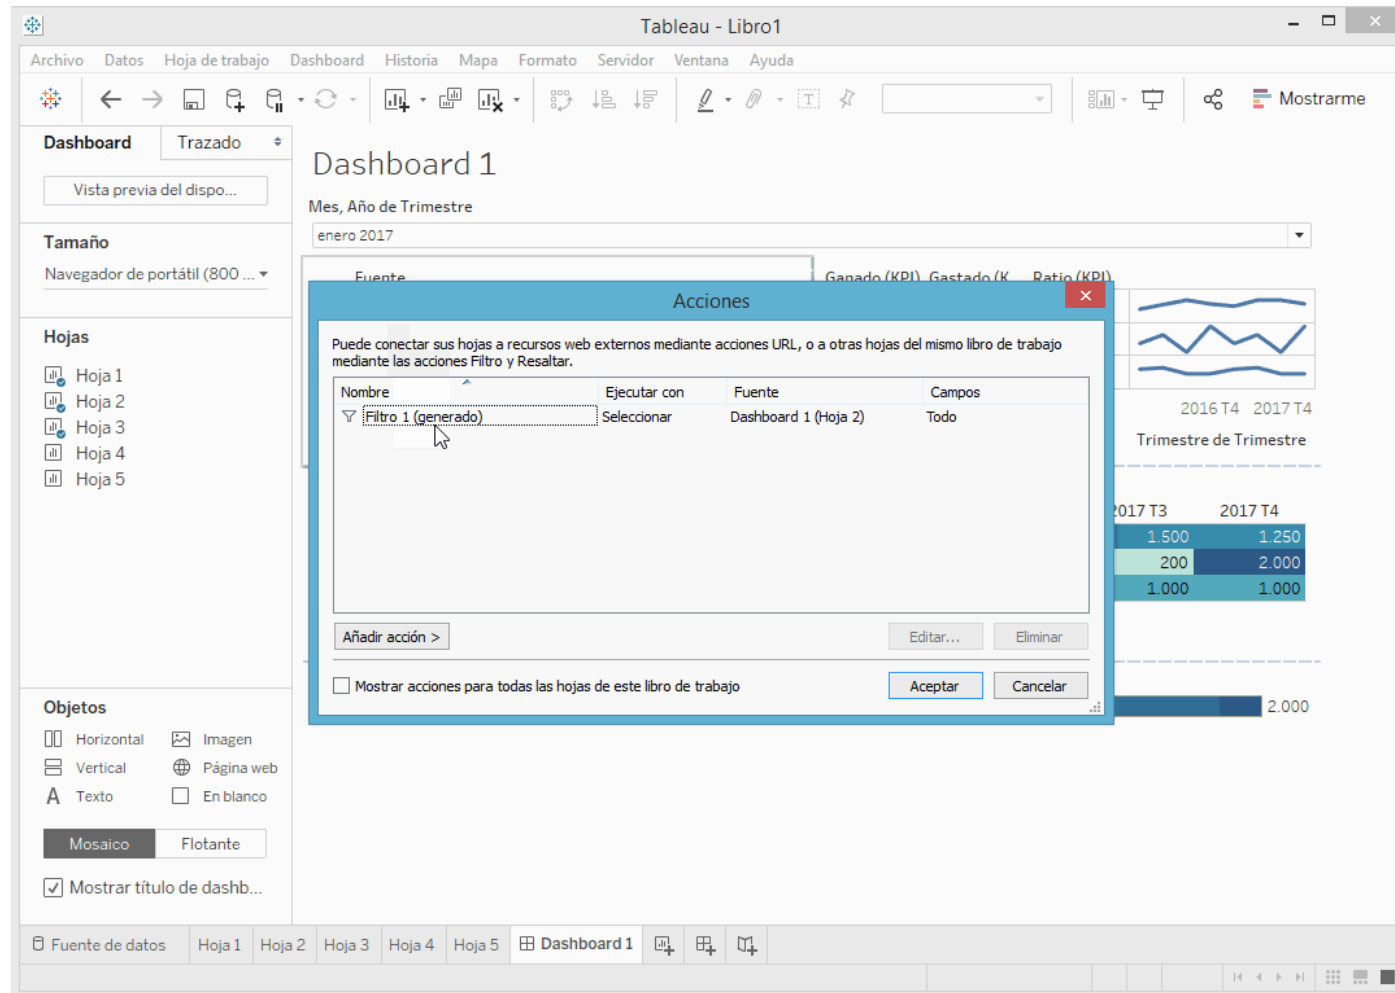 Tableau - Libro1
Archivo Datos Hoja de trabajo Dashboard Historia Mapa Formato Servidor Ventana Ayuda
Mostrarme
Dashboard Trazado
Vista previa del dispo...
Tamaño
Navegador de portátil (800 ...
Hojas
Hoja 1
Hoja 2
Hoja 3
Hoja 4
Hoja 5
Objetos
Horizontal Imagen
Vertical Página web
Texto En blanco
Mosaico Flotante
Mostrar título de dashb...
Dashboard 1
Mes, Año de Trimestre
enero 2017
Fuente Ganado (KPI) Gastado (K... Ratio (KPI)
Acciones
Puede conectar sus hojas a recursos web externos mediante acciones URL, o a otras hojas del mismo libro de trabajo
mediante las acciones Filtro y Resaltar.
Nombre Ejecutar con Fuente Campos
Filtro 1 (generado) Seleccionar Dashboard 1 (Hoja 2) Todo
Añadir acción > Editar... Eliminar
Mostrar acciones para todas las hojas de este libro de trabajo Aceptar Cancelar
2016 T4 2017 T4
Trimestre de Trimestre
2017 T3 2017 T4
1.500 1.250
200 2.000
1.000 1.000
2.000
Fuente de datos Hoja 1 Hoja 2 Hoja 3 Hoja 4 Hoja 5 Dashboard 1